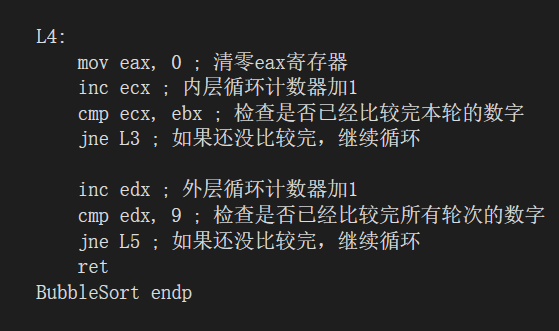 L4:
mov eax, 0 ; 清零eax寄存器
inc ecx ; 内层循环计数器加1
cmp ecx, ebx ; 检查是否已经比较完本轮的数字
jne L3 ; 如果还没比较完，继续循环
inc edx ; 外层循环计数器加1
cmp edx, 9 ; 检查是否已经比较完所有轮次的数字
jne L5 ; 如果还没比较完，继续循环
ret
BubbleSort endp